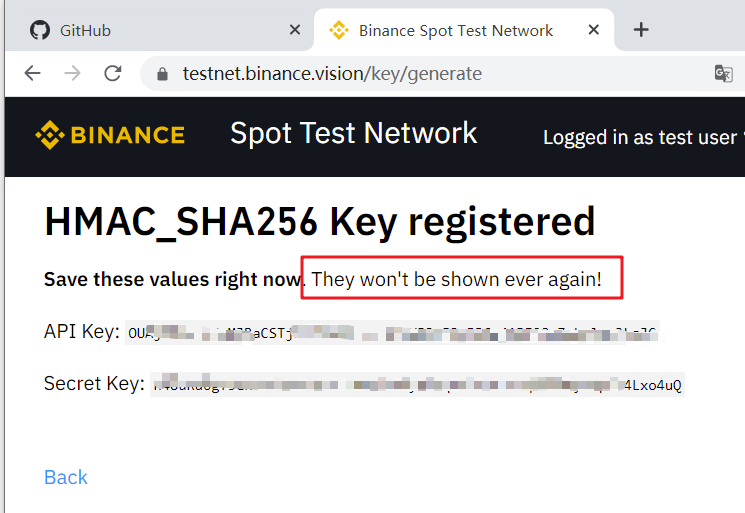 GitHub
Binance Spot Test Network
testnet.binance.vision/key/generate
BINANCE
Spot Test Network
Logged in as test user
HMAC_SHA256 Key registered
Save these values right now. They won't be shown ever again!
API Key:
Secret Key: 4Lxo4uQ
Back